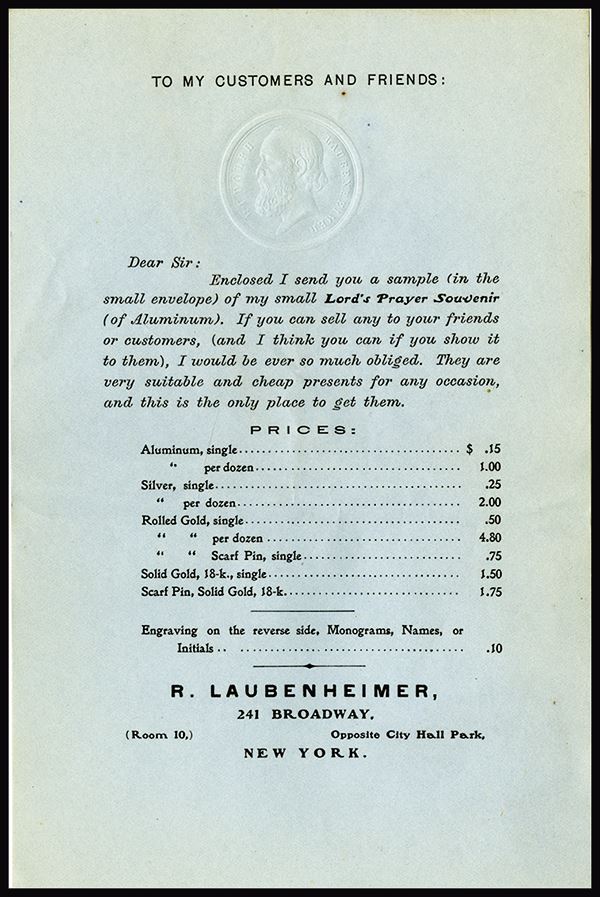 TO MY CUSTOMERS AND FRIENDS:
Dear Sir:
Enclosed I send you a sample (in the
small envelope) of my small Lord's Prayer Souvenir
(of Aluminum). If you can sell any to your friends
or customers, (and I think you can if you show it
to them), I would be ever so much obliged. They are
very suitable and cheap presents for any occasion,
and this is the only place to get them.
PRICES:
Aluminum, single........................................ $ .15
“ per dozen........................................ 1.00
Silver, single........................................ .25
“ per dozen........................................ 2.00
Rolled Gold, single........................................ .50
“ “ per dozen ........................................ 4.80
“ “ Scarf Pin, single........................................ .75
Solid Gold, 18-k., single........................................ 1.50
Scarf Pin, Solid Gold, 18-k........................................ 1.75
Engraving on the reverse side, Monograms, Names, or
Initials .. ........................................ .10
R. LAUBENHEIMER,
241 BROADWAY,
(Room 10,) Opposite City Hall Park,
NEW YORK.